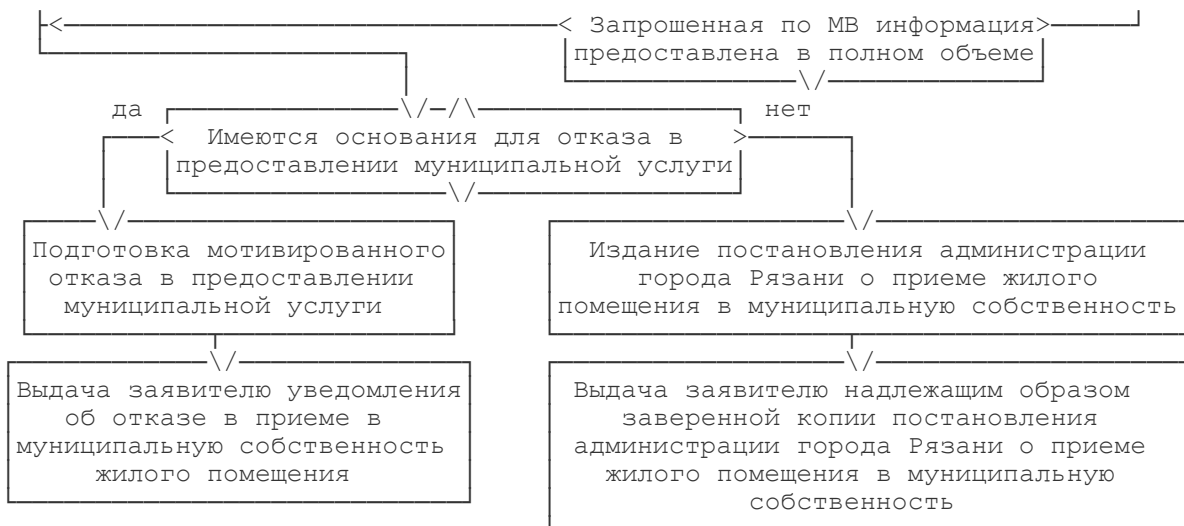 Запрошенная по МВ информация
предоставлена в полном объеме
да
нет
Имеются основания для отказа в
предоставлении муниципальной услуги
Подготовка мотивированного
отказа в предоставлении
муниципальной услуги
Издание постановления администрации
города Рязани о приеме жилого
помещения в муниципальную собственность
Выдача заявителю уведомления
об отказе в приеме в
муниципальную собственность
жилого помещения
Выдача заявителю надлежащим образом
заверенной копии постановления
администрации города Рязани о приеме
жилого помещения в муниципальную
собственность